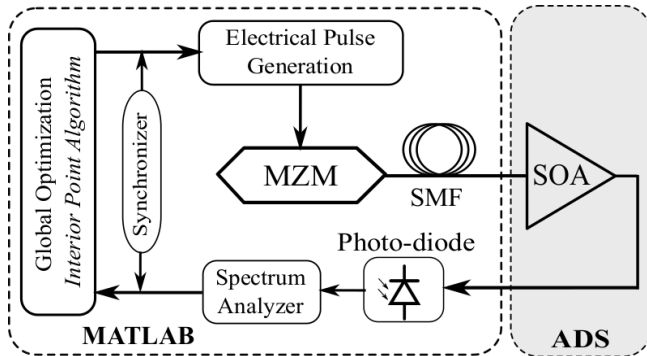 Global Optimization
Interior Point Algorithm
Synchronizer
Electrical Pulse
Generation
MZM
SMF
SOA
Photo-diode
Spectrum
Analyzer
MATLAB
ADS